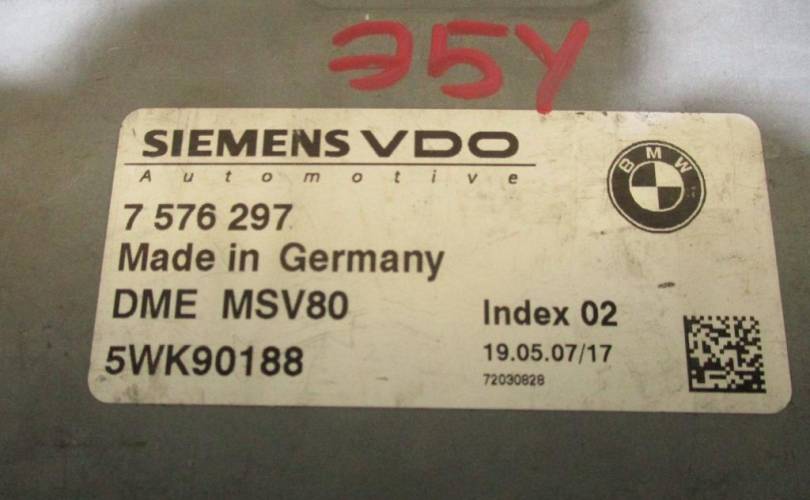 35Y
SIEMENS VDO
Automotive
BMW
7 576 297
Made in Germany
DME MSV80
Index 02
5WK90188
19.05.07/17
72030828